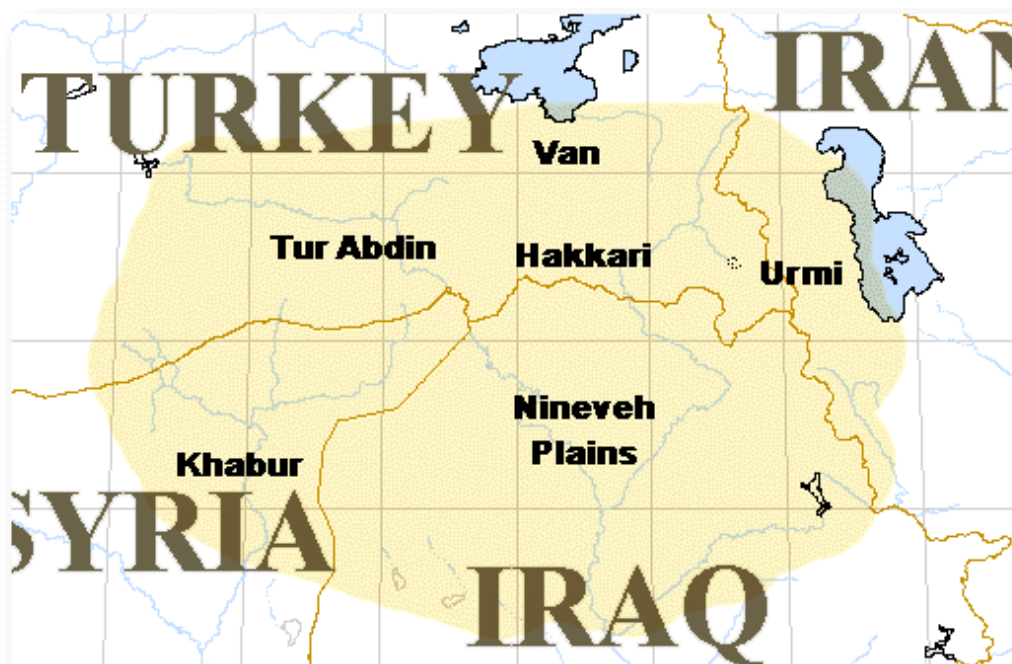 TURKEY
IRAN
Van
Tur Abdin
Hakkari
Urmi
Nineveh
Plains
Khabur
SYRIA
IRAQ